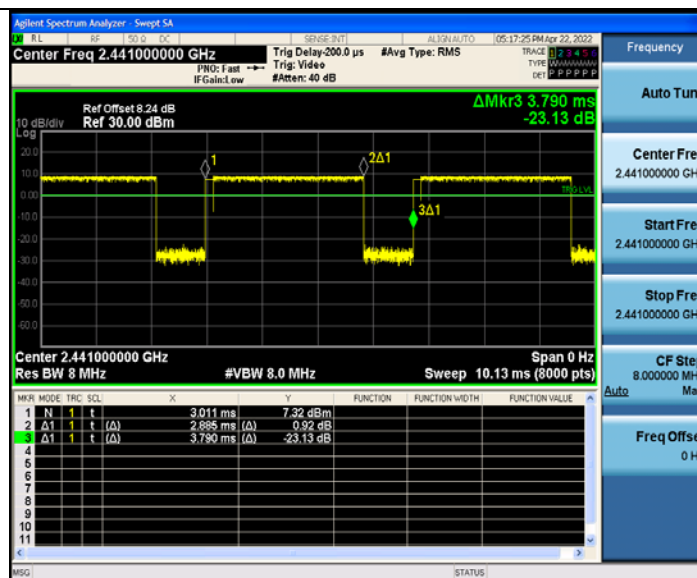 Agilent Spectrum Analyzer - Swept SA
RL RF 50 Ω DC SENSE:INT ALIGN AUTO 05:17:25 PM Apr 22, 2022
Center Freq 2.441000000 GHz
PNO: Fast
IFGain:Low
Trig Delay-200.0 µs
Trig: Video
#Atten: 40 dB
#Avg Type: RMS
TRACE 1 2 3 4 5 6
TYPE W
DET P P P P P P
Ref Offset 8.24 dB
Ref 30.00 dBm
10 dB/div
Log
ΔMkr3 3.790 ms
-23.13 dB
20.0
10.0
0.00
-10.0
-20.0
-30.0
-40.0
-50.0
-60.0
1
2Δ1
3Δ1
TRIG LVL
Center 2.441000000 GHz
Span 0 Hz
Res BW 8 MHz
#VBW 8.0 MHz
Sweep 10.13 ms (8000 pts)
MKR MODE TRC SCL X Y FUNCTION FUNCTION WIDTH FUNCTION VALUE
1 N 1 t 3.011 ms 7.32 dBm
2 Δ1 1 t (Δ) 2.885 ms (Δ) 0.92 dB
3 Δ1 1 t (Δ) 3.790 ms (Δ) -23.13 dB
4
5
6
7
8
9
10
11
MSG
STATUS
Frequency
Auto Tun
Center Fre
2.441000000 GH
Start Fre
2.441000000 GH
Stop Fre
2.441000000 GH
CF Ste
8.000000 MH
Auto Ma
Freq Offse
0 H